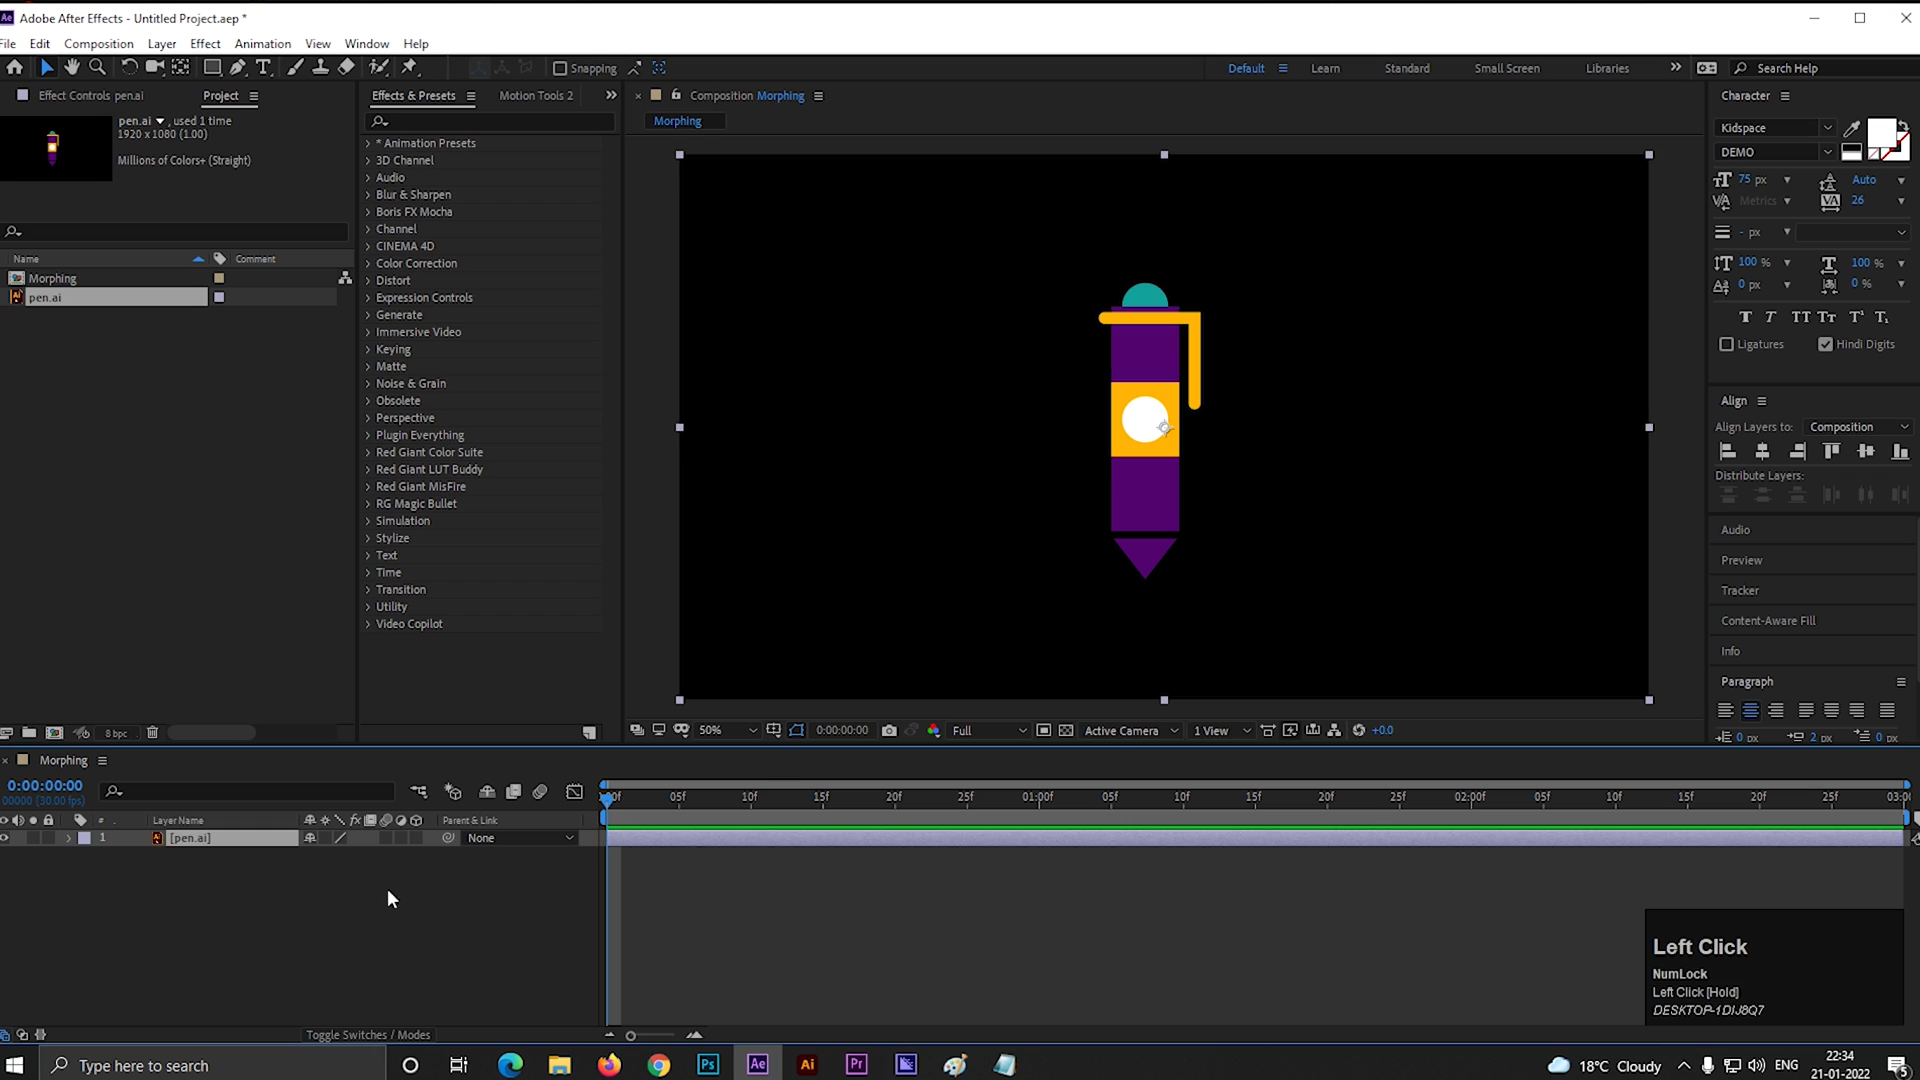 Adobe After Effects - Untitled Project.aep *
File Edit Composition Layer Effect Animation View Window Help
Snapping Default Learn Standard Small Screen Libraries Search Help
Effect Controls pen.ai Project
pen.ai , used 1 time
1920 x 1080 (1.00)
Millions of Colors+ (Straight)
Name Comment
Morphing
pen.ai
8 bpc
Effects & Presets Motion Tools 2
* Animation Presets
3D Channel
Audio
Blur & Sharpen
Boris FX Mocha
Channel
CINEMA 4D
Color Correction
Distort
Expression Controls
Generate
Immersive Video
Keying
Matte
Noise & Grain
Obsolete
Perspective
Plugin Everything
Red Giant Color Suite
Red Giant LUT Buddy
Red Giant MisFire
RG Magic Bullet
Simulation
Stylize
Text
Time
Transition
Utility
Video Copilot
Composition Morphing
Morphing
50% 0:00:00:00 Full Active Camera 1 View +0.0
Character
Kidspace
DEMO
75 px Auto
Metrics 26
- px
100 % 100 %
0 px 0 %
Ligatures Hindi Digits
Align
Align Layers to: Composition
Distribute Layers:
Audio
Preview
Tracker
Content-Aware Fill
Info
Paragraph
0 px 2 px 0 px
Morphing
0:00:00:00
00000 (30.00 fps)
# . Layer Name Parent & Link
1 [pen.ai] None
05f 10f 15f 20f 25f 01:00f 05f 10f 15f 20f 25f 02:00f 05f 10f 15f 20f 25f
Toggle Switches / Modes
Left Click
NumLock
Left Click [Hold]
DESKTOP-1DIJ8Q7
Type here to search
18°C Cloudy ENG
22:34
21-01-2022
5